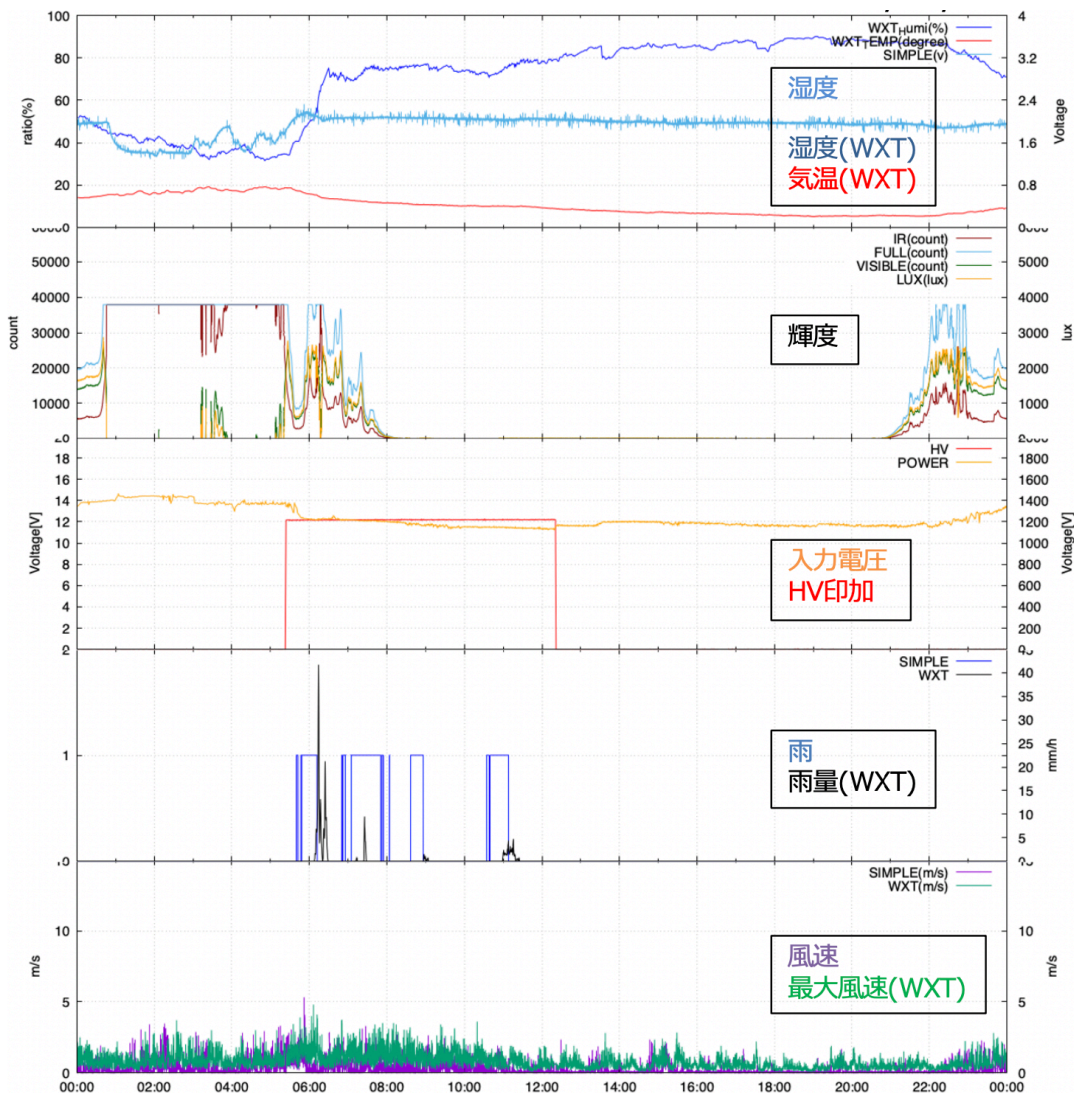 100
80
60
40
20
ratio(%)
WXT_Humi(%)
WXT_TEMP(degree)
SIMPLE(v)
4
3.2
2.4
1.6
0.8
Voltage
湿度
湿度(WXT)
気温(WXT)
50000
40000
30000
20000
10000
count
IR(count)
FULL(count)
VISIBLE(count)
LUX(lux)
5000
4000
3000
2000
1000
lux
輝度
18
16
14
12
10
8
6
4
2
Voltage[V]
HV
POWER
1800
1600
1400
1200
1000
800
600
400
200
Voltage[V]
入力電圧
HV印加
1
SIMPLE
WXT
40
35
30
25
20
15
10
5
mm/h
雨
雨量(WXT)
10
5
0
m/s
SIMPLE(m/s)
WXT(m/s)
10
5
0
m/s
風速
最大風速(WXT)
00:00 02:00 04:00 06:00 08:00 10:00 12:00 14:00 16:00 18:00 20:00 22:00 00:00